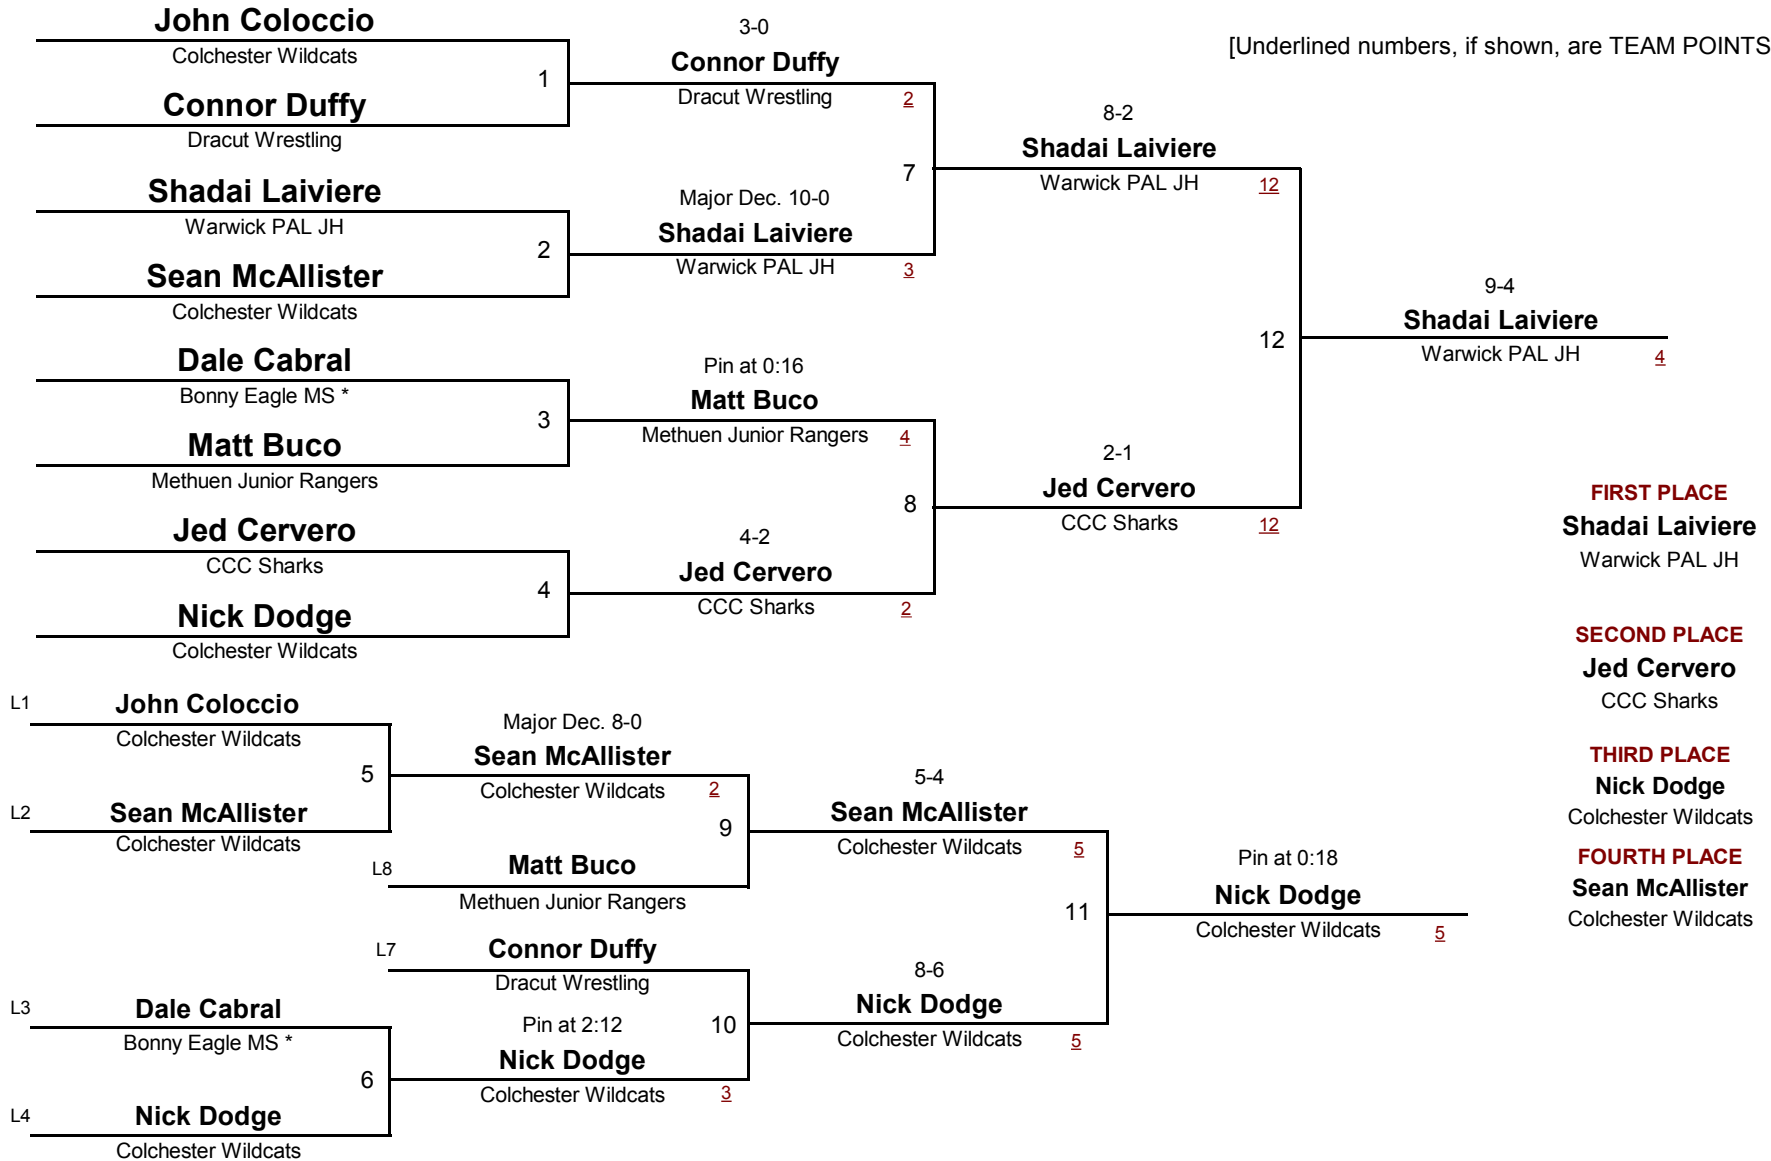 [Underlined numbers, if shown, are TEAM POINTS
John Coloccio
Colchester Wildcats
1
Connor Duffy
Dracut Wrestling
Shadai Laiviere
Warwick PAL JH
2
Sean McAllister
Colchester Wildcats
Dale Cabral
Bonny Eagle MS *
3
Matt Buco
Methuen Junior Rangers
Jed Cervero
CCC Sharks
4
Nick Dodge
Colchester Wildcats
3-0
Connor Duffy
Dracut Wrestling 2
7
Major Dec. 10-0
Shadai Laiviere
Warwick PAL JH 3
Pin at 0:16
Matt Buco
Methuen Junior Rangers 4
8
4-2
Jed Cervero
CCC Sharks 2
8-2
Shadai Laiviere
Warwick PAL JH 12
12
2-1
Jed Cervero
CCC Sharks 12
9-4
Shadai Laiviere
Warwick PAL JH 4
FIRST PLACE
Shadai Laiviere
Warwick PAL JH
SECOND PLACE
Jed Cervero
CCC Sharks
THIRD PLACE
Nick Dodge
Colchester Wildcats
FOURTH PLACE
Sean McAllister
Colchester Wildcats
L1 John Coloccio
Colchester Wildcats
5
L2 Sean McAllister
Colchester Wildcats
L3 Dale Cabral
Bonny Eagle MS *
6
L4 Nick Dodge
Colchester Wildcats
Major Dec. 8-0
Sean McAllister
Colchester Wildcats 2
9
L8 Matt Buco
Methuen Junior Rangers
L7 Connor Duffy
Dracut Wrestling
Pin at 2:12 10
Nick Dodge
Colchester Wildcats 3
5-4
Sean McAllister
Colchester Wildcats 5
11
8-6
Nick Dodge
Colchester Wildcats 5
Pin at 0:18
Nick Dodge
Colchester Wildcats 5